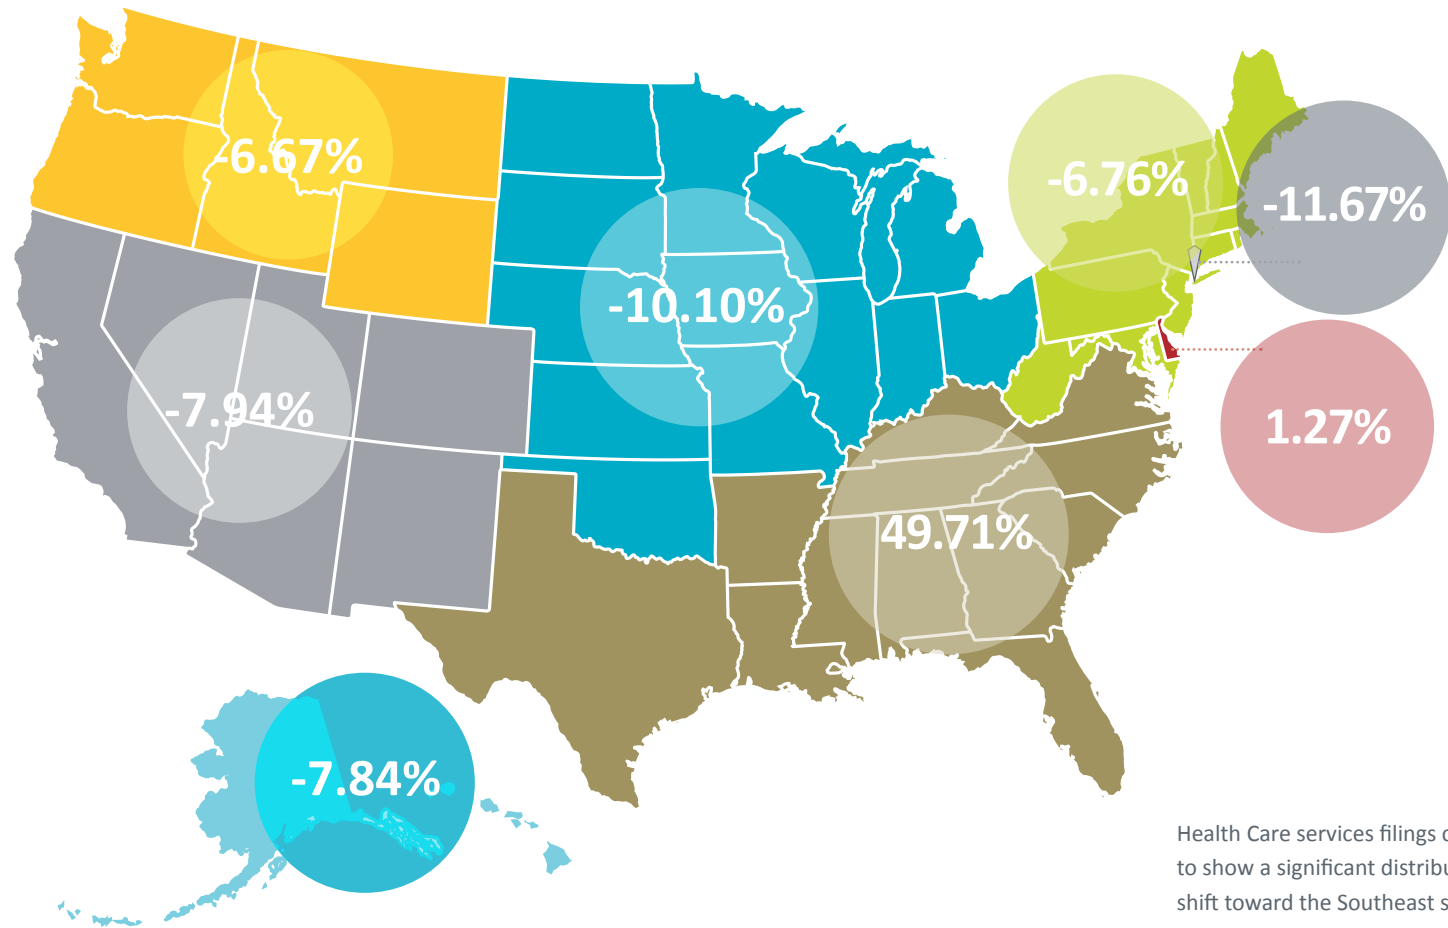 -6.67%
-6.76%
-11.67%
-10.10%
-7.94%
1.27%
49.71%
-7.84%
Health Care services filings
to show a significant
shift toward the Southeast